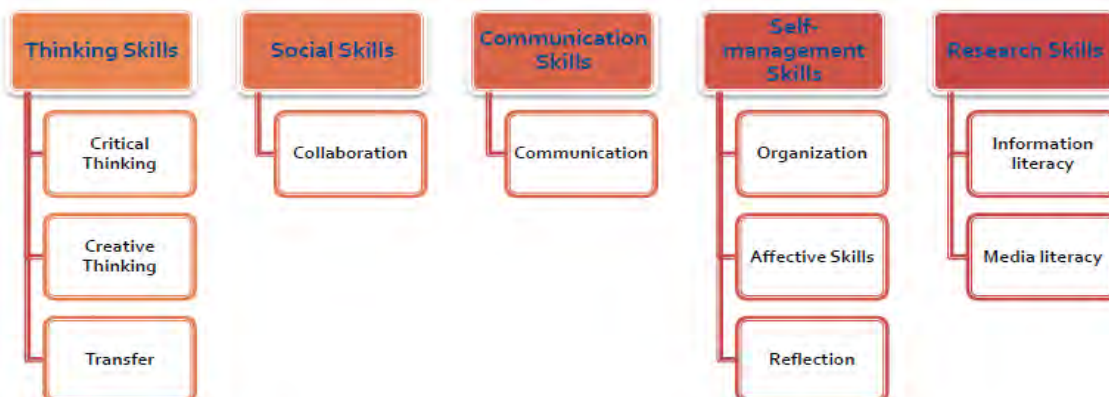 Thinking Skills
Critical
Thinking
Creative
Thinking
Transfer
Social Skills
Collaboration
Communication
Skills
Communication
Self-
management
Skills
Organization
Affective Skills
Reflection
Research Skills
Information
literacy
Media literacy